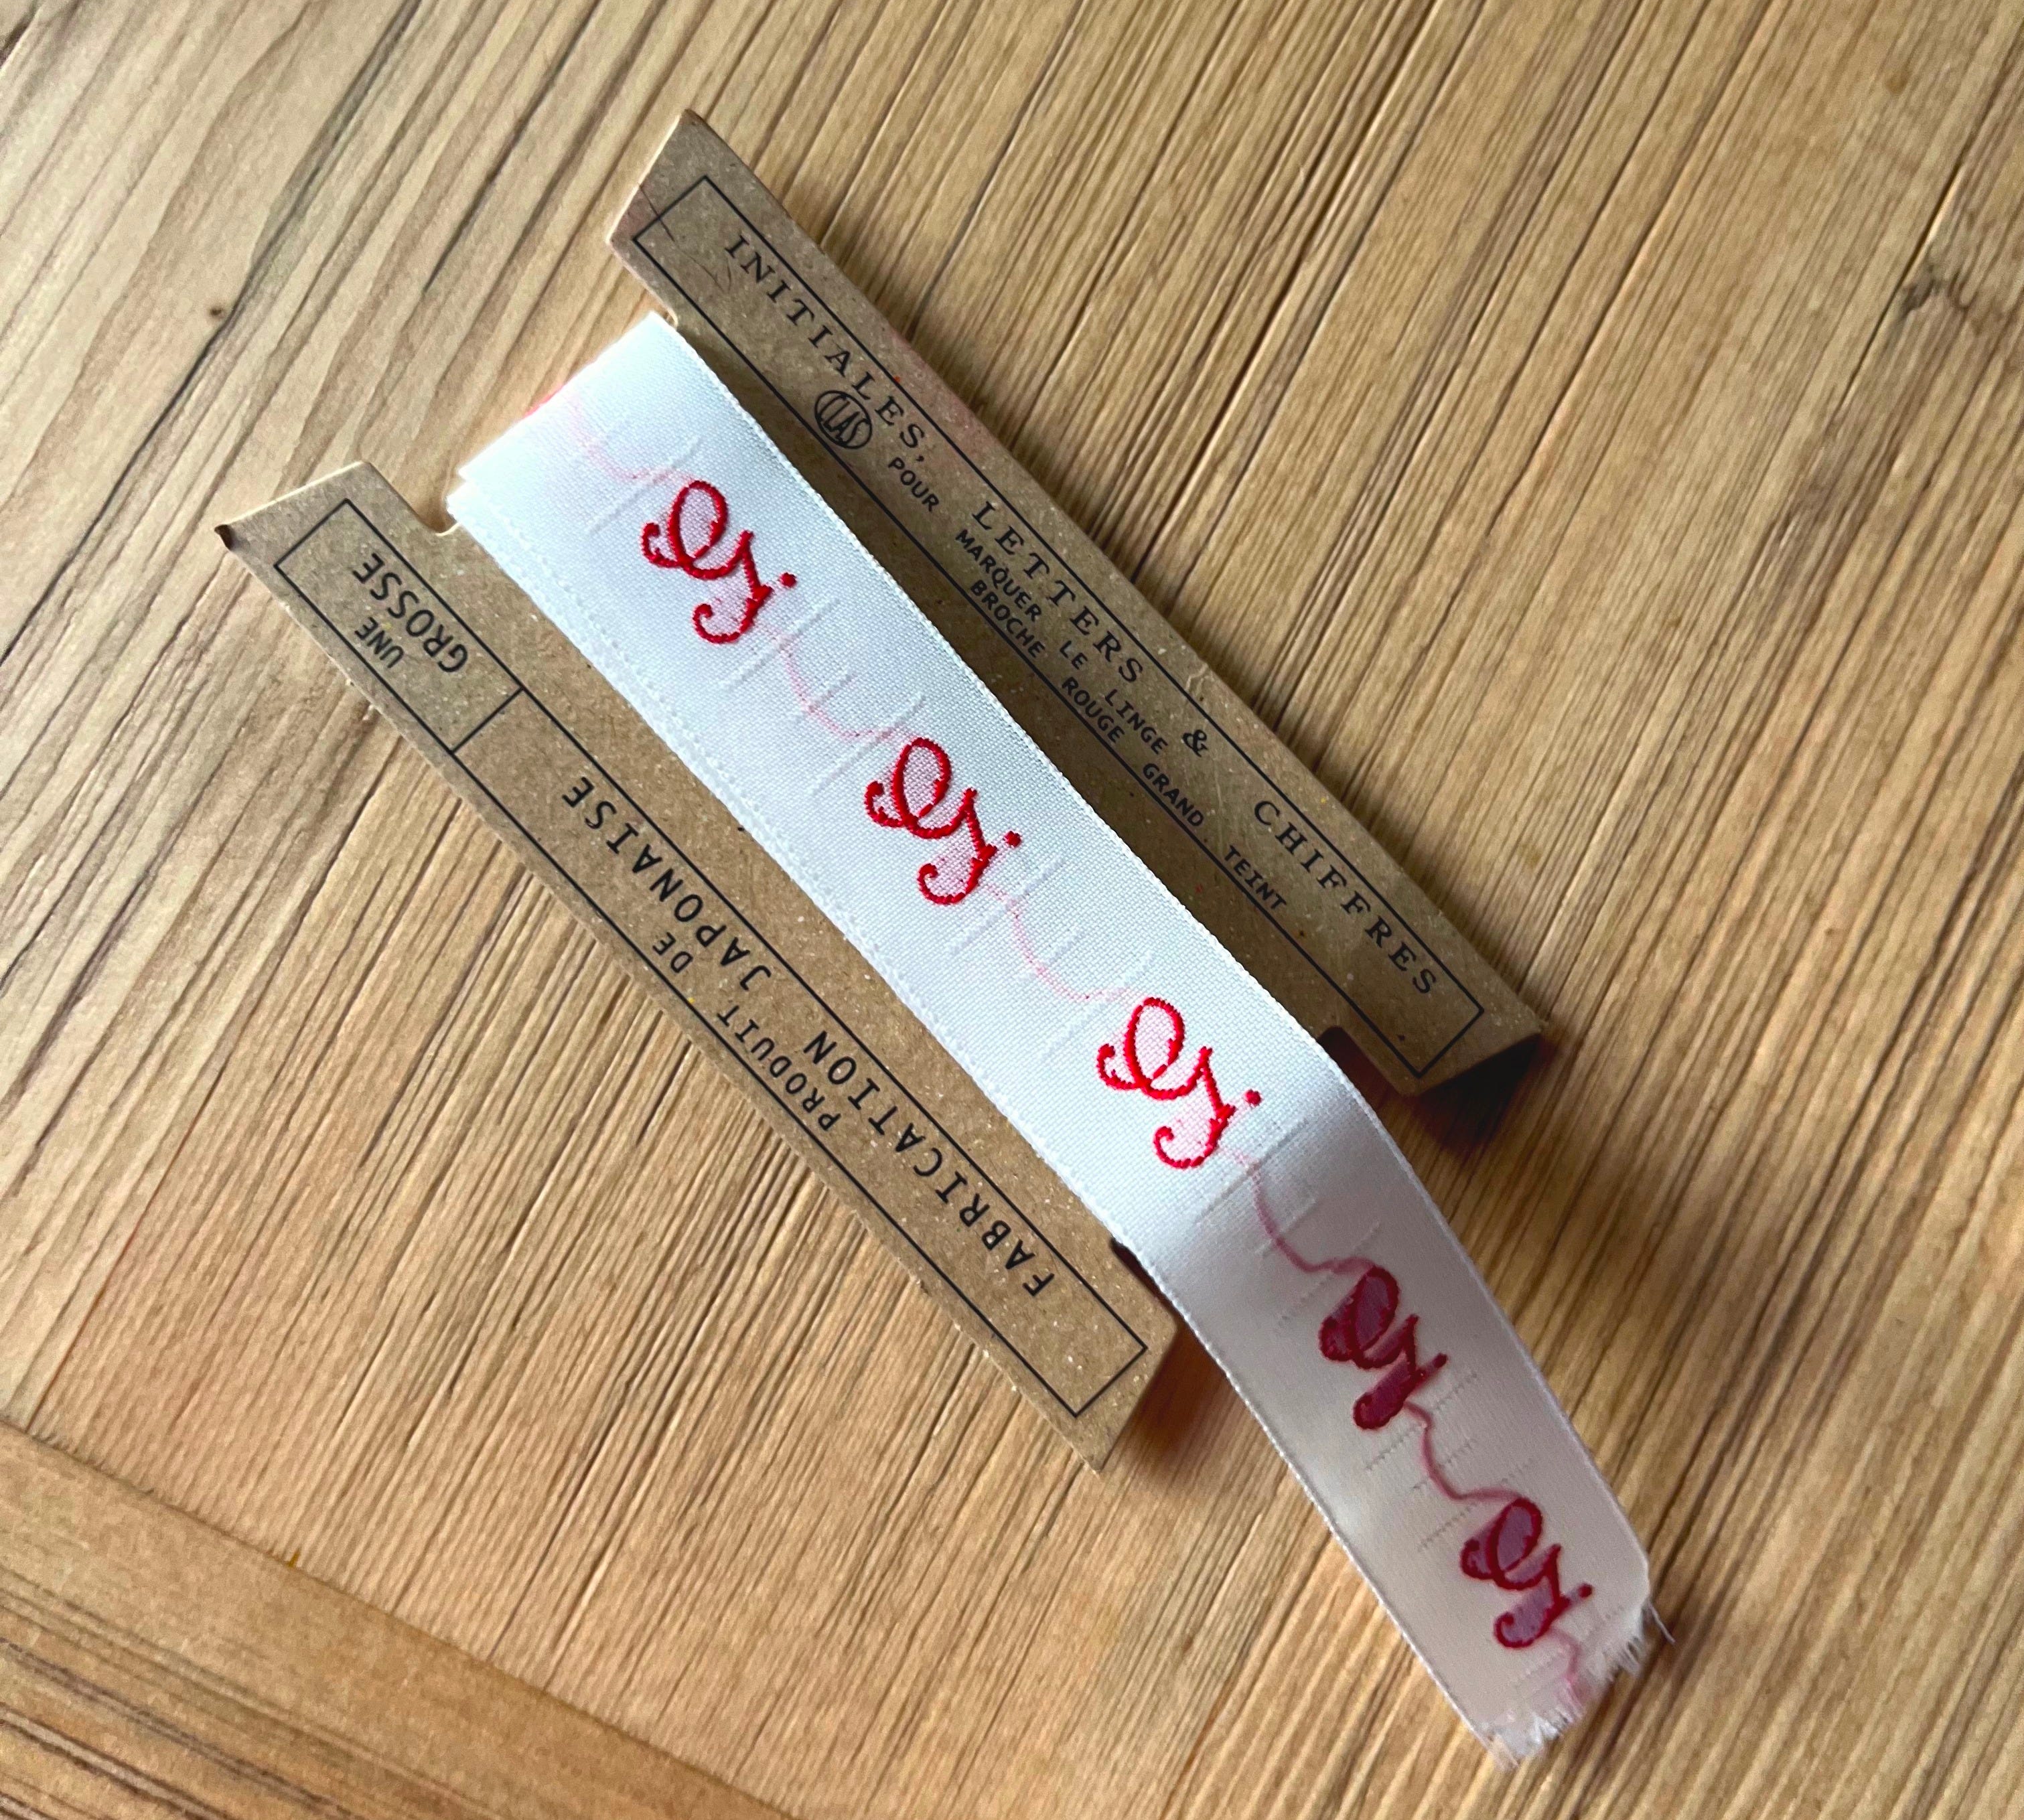 INITIALES, LETTERS & CHIFFRES
POUR MARQUER LE LINGE
BROCHE ROUGE GRAND . TEINT
PRODUIT DE
FABRICATION JAPONAISE
UNE
GROSSE